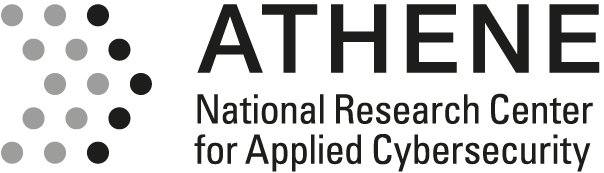 ATHENE
National Research Center
for Applied Cybersecurity